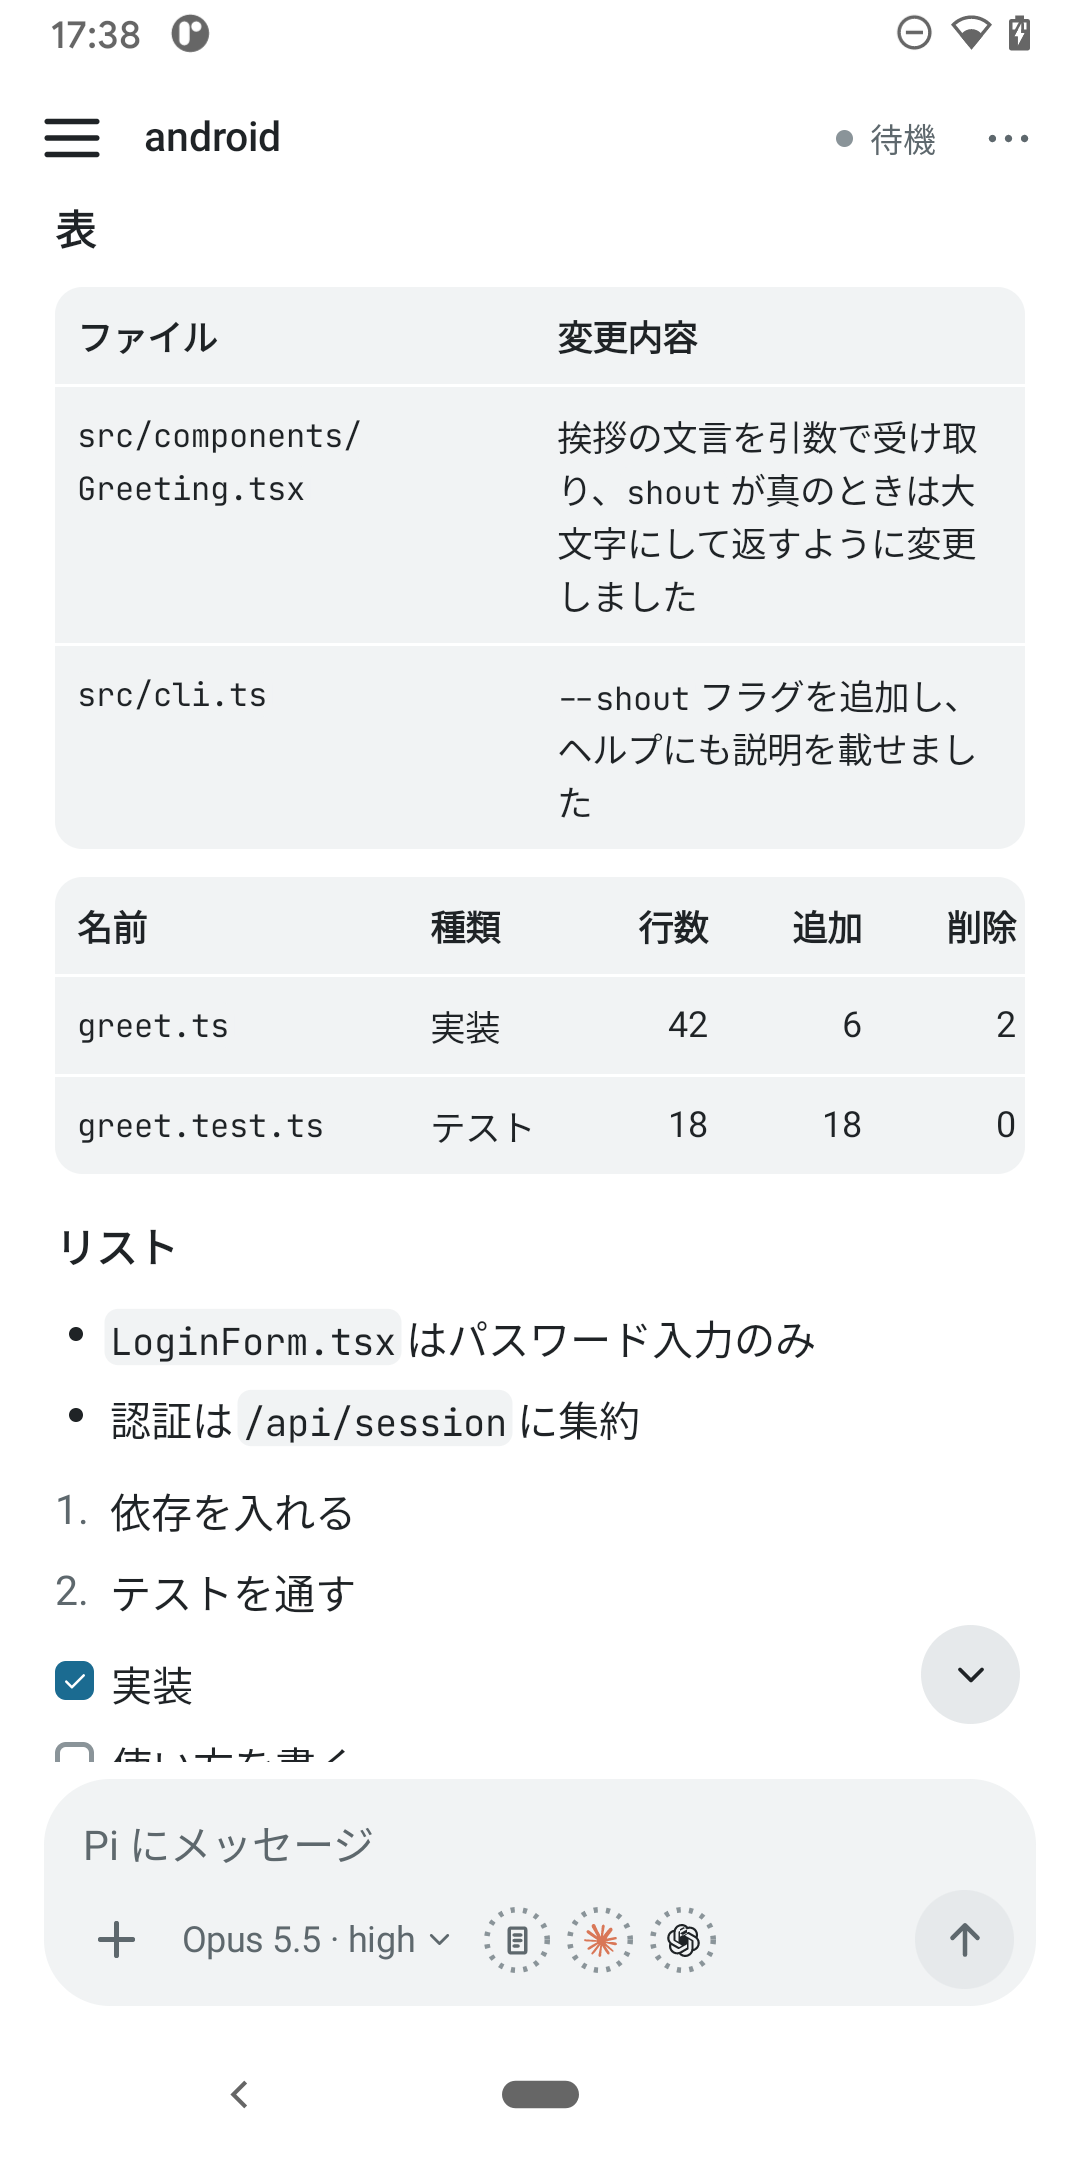 17:38
android
待機
表
ファイル 変更内容
src/components/
Greeting.tsx
挨拶の文言を引数で受け取
り、shout が真のときは大
文字にして返すように変更
しました
src/cli.ts
--shout フラグを追加し、
ヘルプにも説明を載せまし
た
名前 種類 行数 追加 削除
greet.ts 実装 42 6 2
greet.test.ts テスト 18 18 0
リスト
• LoginForm.tsx はパスワード入力のみ
• 認証は /api/session に集約
1. 依存を入れる
2. テストを通す
実装
使い方を書く
Pi にメッセージ
Opus 5.5 · high